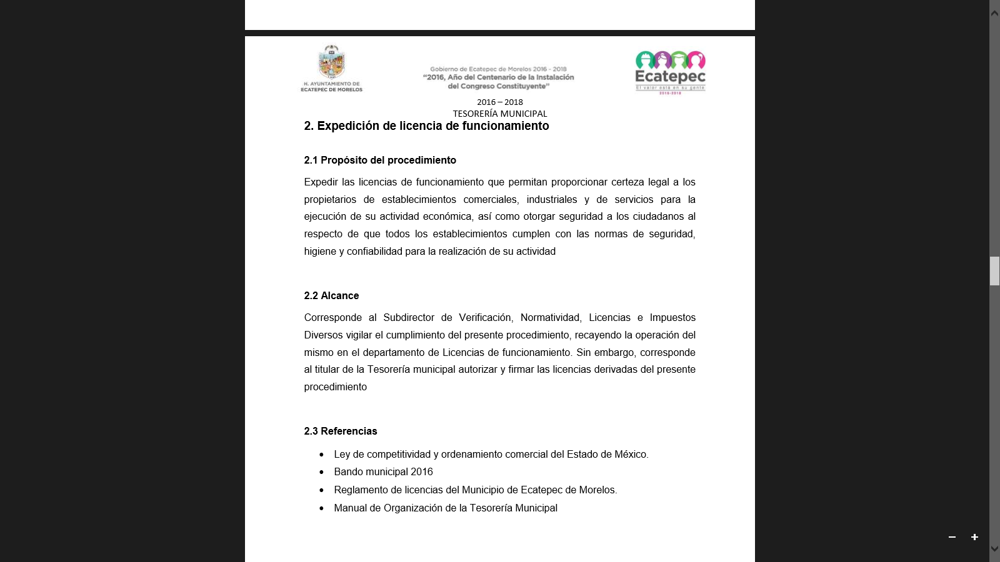 H. AYUNTAMIENTO DE
ECATEPEC DE MORELOS
Gobierno de Ecatepec de Morelos 2016 - 2018
“2016, Año del Centenario de la Instalación
del Congreso Constituyente”
Ecatepec
El valor está en su gente
2016-2018
2016 – 2018
TESORERÍA MUNICIPAL
2. Expedición de licencia de funcionamiento
2.1 Propósito del procedimiento
Expedir las licencias de funcionamiento que permitan proporcionar certeza legal a los
propietarios de establecimientos comerciales, industriales y de servicios para la
ejecución de su actividad económica, así como otorgar seguridad a los ciudadanos al
respecto de que todos los establecimientos cumplen con las normas de seguridad,
higiene y confiabilidad para la realización de su actividad
2.2 Alcance
Corresponde al Subdirector de Verificación, Normatividad, Licencias e Impuestos
Diversos vigilar el cumplimiento del presente procedimiento, recayendo la operación del
mismo en el departamento de Licencias de funcionamiento. Sin embargo, corresponde
al titular de la Tesorería municipal autorizar y firmar las licencias derivadas del presente
procedimiento
2.3 Referencias
• Ley de competitividad y ordenamiento comercial del Estado de México.
• Bando municipal 2016
• Reglamento de licencias del Municipio de Ecatepec de Morelos.
• Manual de Organización de la Tesorería Municipal